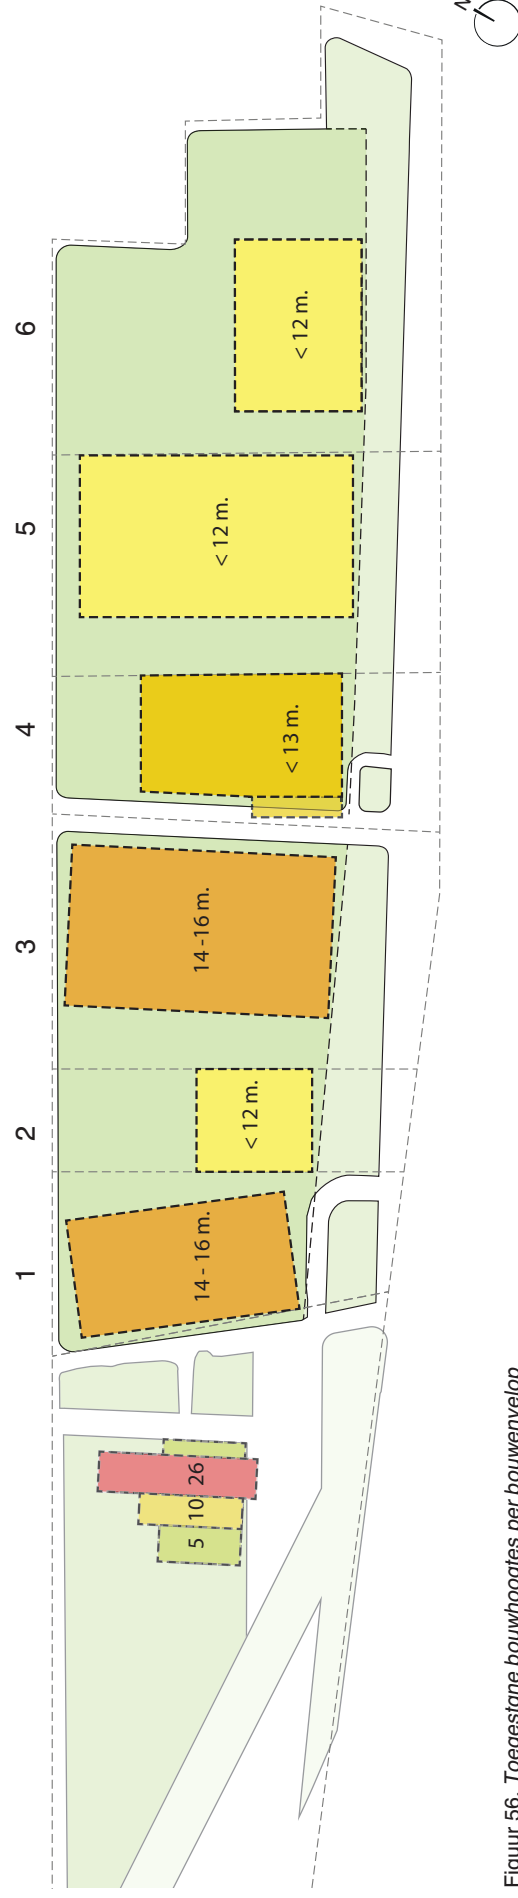 1
2
3
4
5
6
14 - 16 m.
< 12 m.
14 -16 m.
< 13 m.
< 12 m.
< 12 m.
5
10
26
N
Figuur 56. Toegestane bouwhoogtes per bouwenvelop